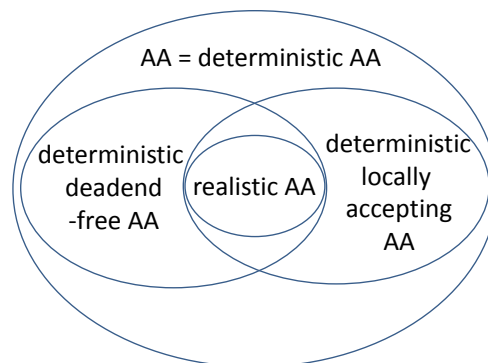 AA = deterministic AA
deterministic
deadend
-free AA
realistic AA
deterministic
locally
accepting
AA